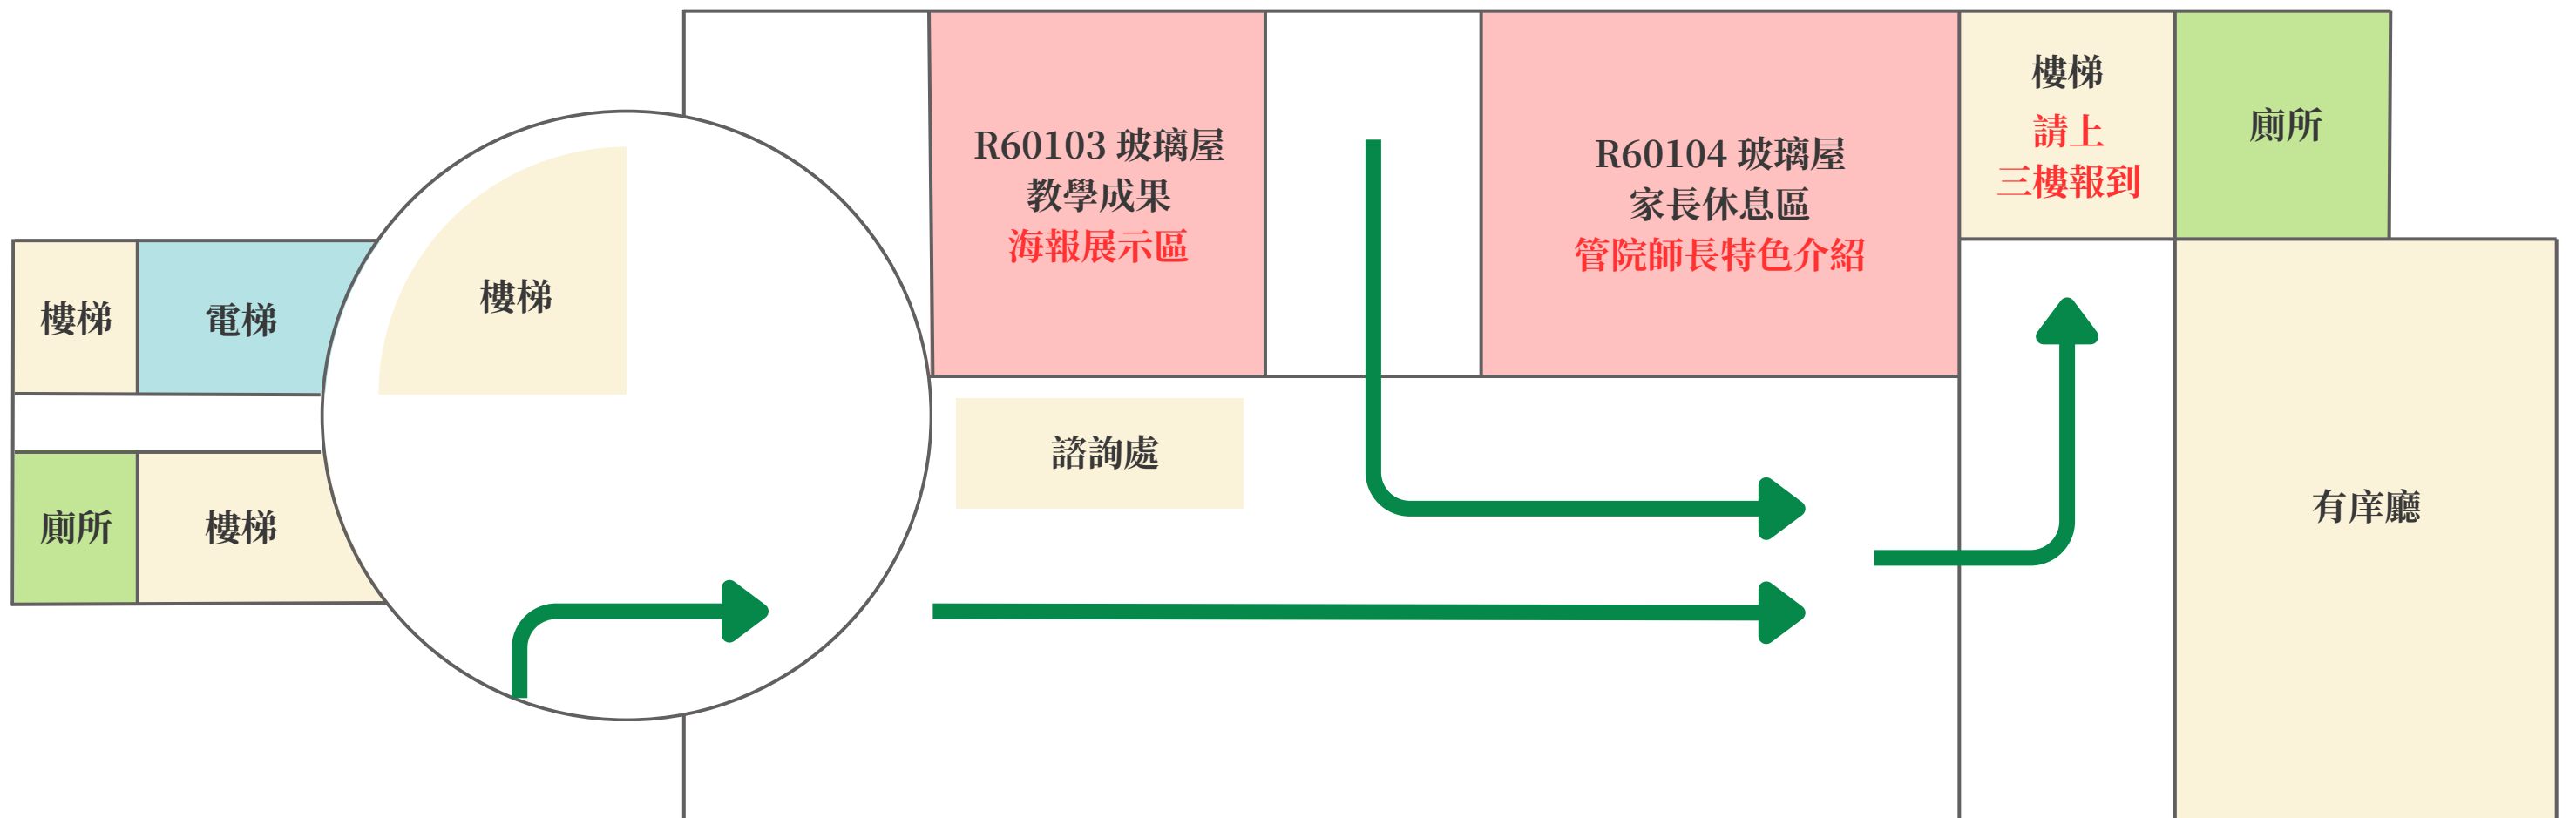 R60103 玻璃屋
教學成果
海報展示區
R60104 玻璃屋
家長休息區
管院師長特色介紹
樓梯
請上
三樓報到
廁所
樓梯
電梯
樓梯
諮詢處
廁所
樓梯
有庠廳